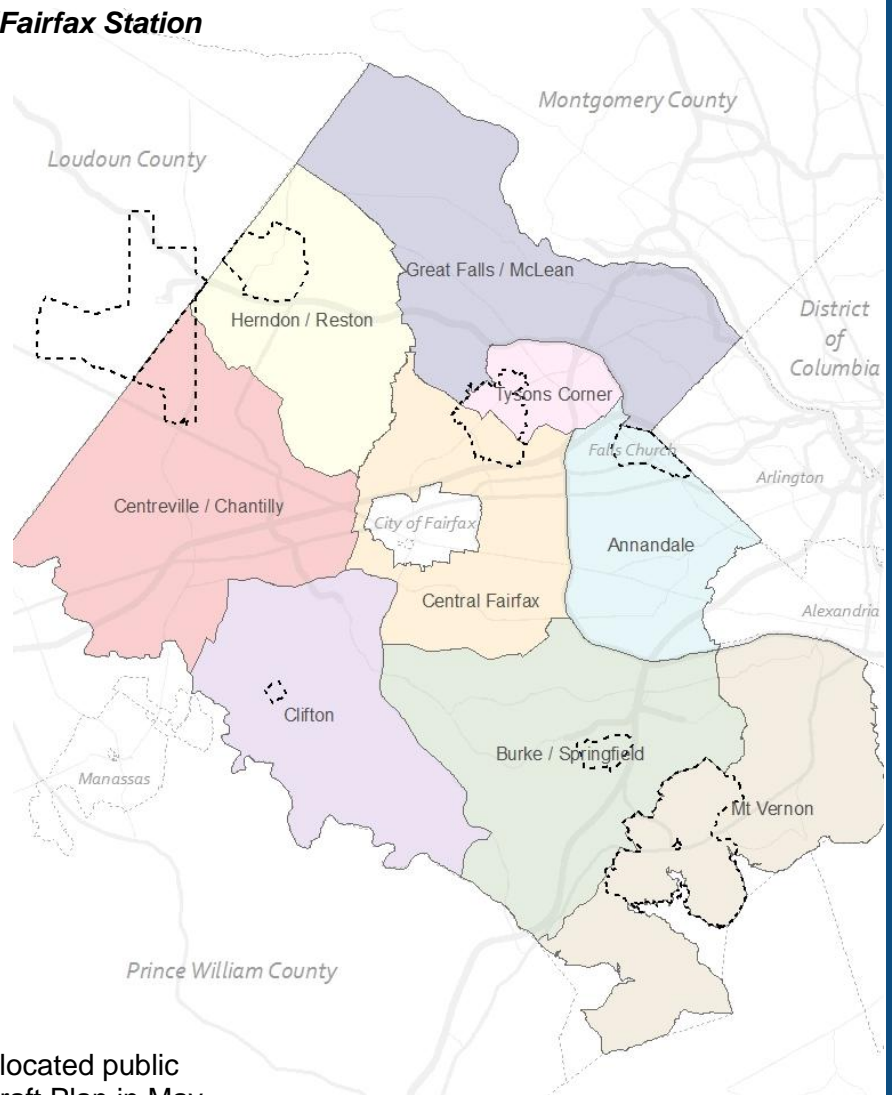 Fairfax Station
Montgomery County
Loudoun County
Great Falls / McLean
District
of
Columbia
Herndon / Reston
Tysons Corner
Falls Church
Arlington
Centreville / Chantilly
City of Fairfax
Annandale
Central Fairfax
Alexandria
Clifton
Burke / Springfield
Manassas
Mt Vernon
Prince William County
located public
raft Plan in May